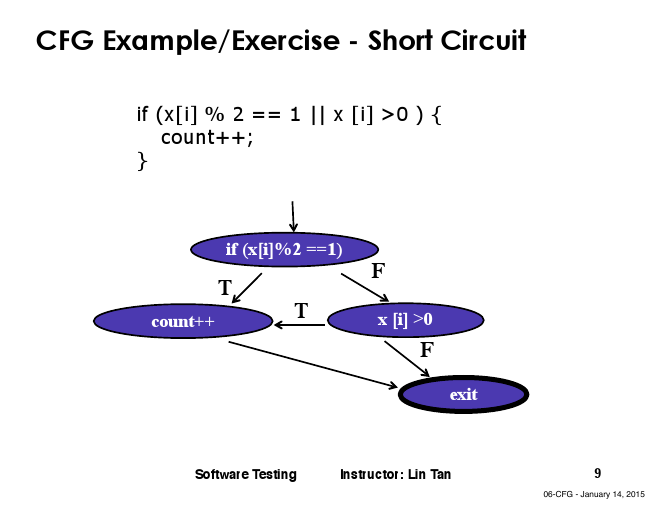 CFG Example/Exercise - Short Circuit
if (x[i] % 2 == 1 || x [i] >0 ) {
count++;
}
if (x[i]%2 ==1)
T
F
count++
T
x [i] >0
F
exit
Software Testing Instructor: Lin Tan 9
06-CFG - January 14, 2015